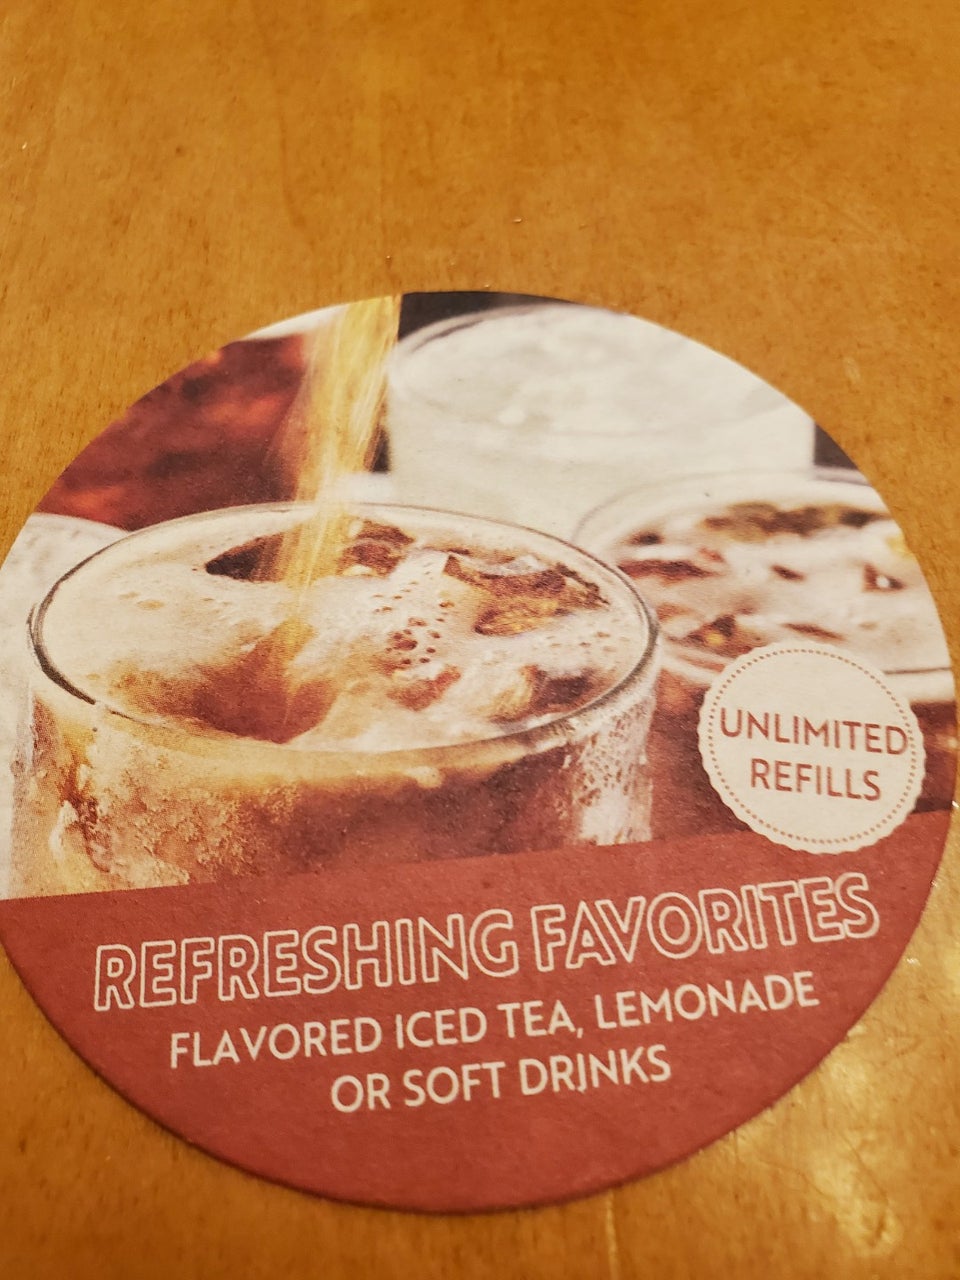 UNLIMITED
REFILLS
REFRESHING FAVORITES
FLAVORED ICED TEA, LEMONADE
OR SOFT DRINKS